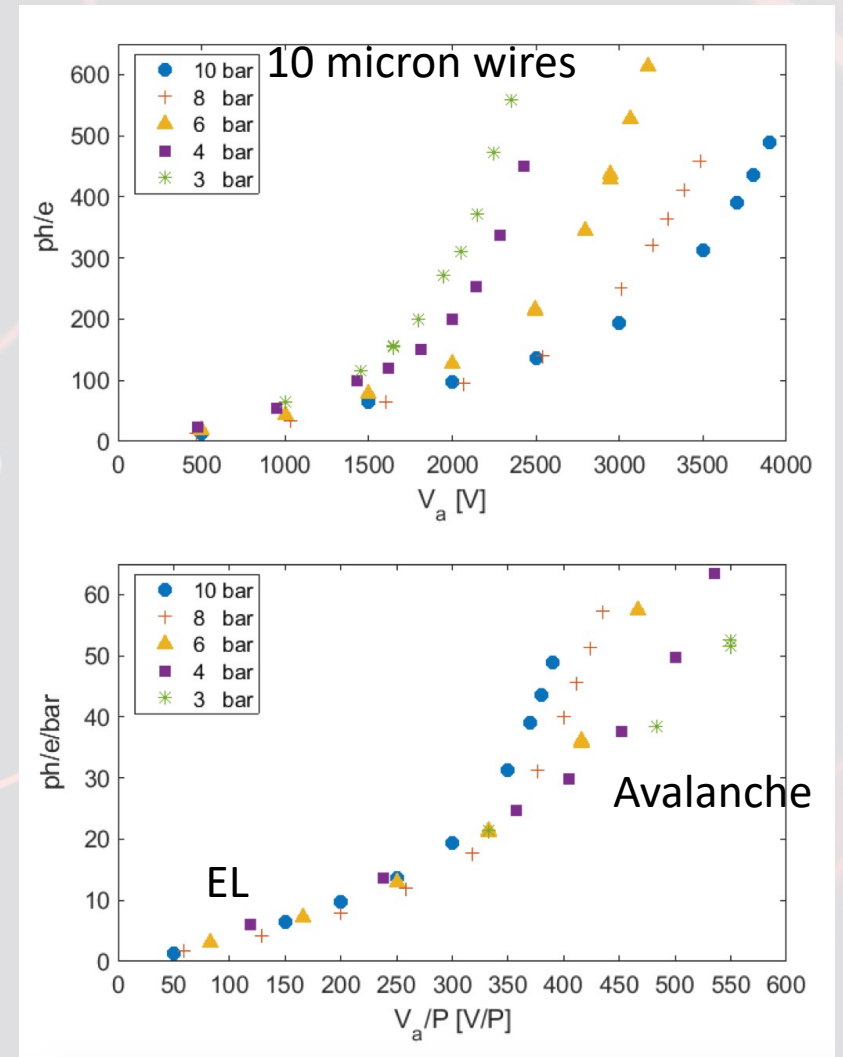 10 micron wires
10 bar
8 bar
6 bar
4 bar
3 bar
600
500
400
300
200
100
0
ph/e
0 500 1000 1500 2000 2500 3000 3500 4000
V_a [V]
10 bar
8 bar
6 bar
4 bar
3 bar
60
50
40
30
20
10
0
ph/e/bar
EL
Avalanche
0 50 100 150 200 250 300 350 400 450 500 550 600
V_a/P [V/P]